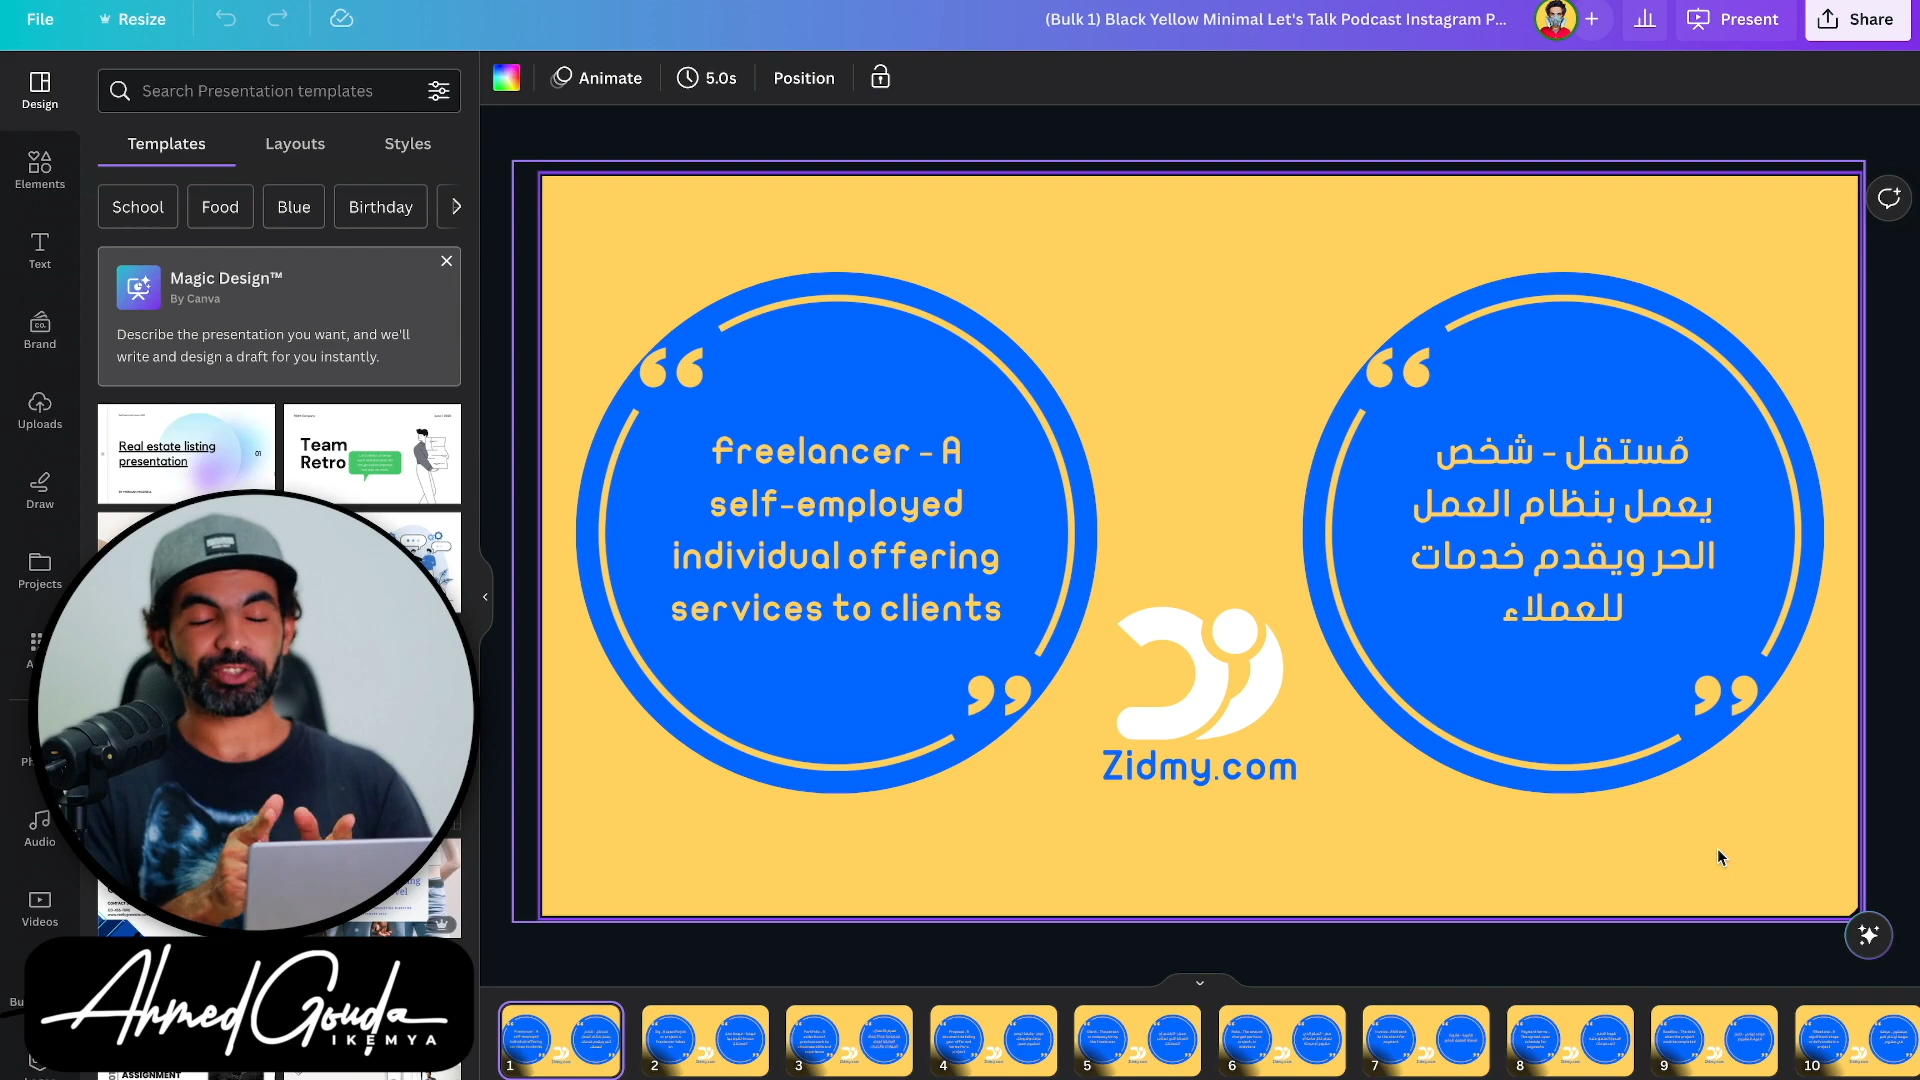 File
Resize
(Bulk 1) Black Yellow Minimal Let's Talk Podcast Instagram P...
Present
Share
Design
Elements
Text
Brand
Uploads
Draw
Projects
Audio
Videos
Search Presentation templates
Templates
Layouts
Styles
School
Food
Blue
Birthday
Magic Design™
By Canva
Describe the presentation you want, and we'll
write and design a draft for you instantly.
Real estate listing
presentation
01
Team
Retro
ASSIGNMENT
Ahmed Gouda
IKEMYA
Animate
5.0s
Position
Freelancer - A
self-employed
individual offering
services to clients
مُستقل - شخص
يعمل بنظام العمل
الحر ويقدم خدمات
للعملاء
Zidmy.com
1
2
3
4
5
6
7
8
9
10